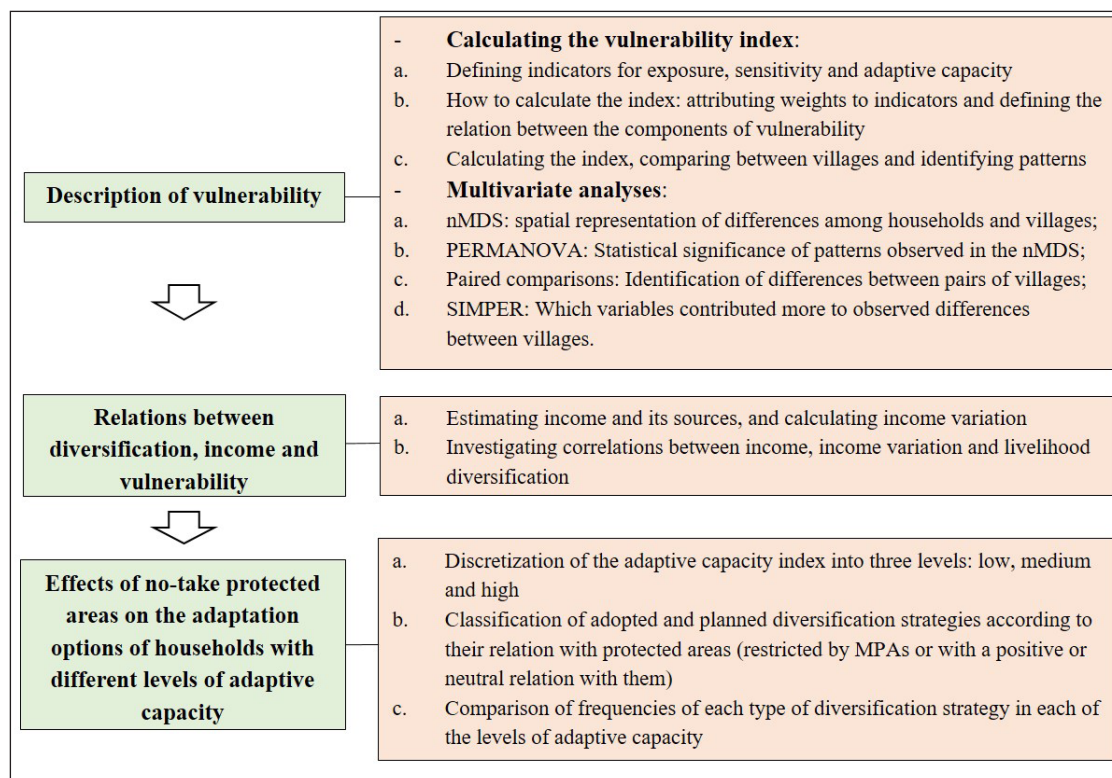 Description of vulnerability
- Calculating the vulnerability index:
a. Defining indicators for exposure, sensitivity and adaptive capacity
b. How to calculate the index: attributing weights to indicators and defining the
relation between the components of vulnerability
c. Calculating the index, comparing between villages and identifying patterns
- Multivariate analyses:
a. nMDS: spatial representation of differences among households and villages;
b. PERMANOVA: Statistical significance of patterns observed in the nMDS;
c. Paired comparisons: Identification of differences between pairs of villages;
d. SIMPER: Which variables contributed more to observed differences
between villages.
Relations between
diversification, income and
vulnerability
a. Estimating income and its sources, and calculating income variation
b. Investigating correlations between income, income variation and livelihood
diversification
Effects of no-take protected
areas on the adaptation
options of households with
different levels of adaptive
capacity
a. Discretization of the adaptive capacity index into three levels: low, medium
and high
b. Classification of adopted and planned diversification strategies according to
their relation with protected areas (restricted by MPAs or with a positive or
neutral relation with them)
c. Comparison of frequencies of each type of diversification strategy in each of
the levels of adaptive capacity